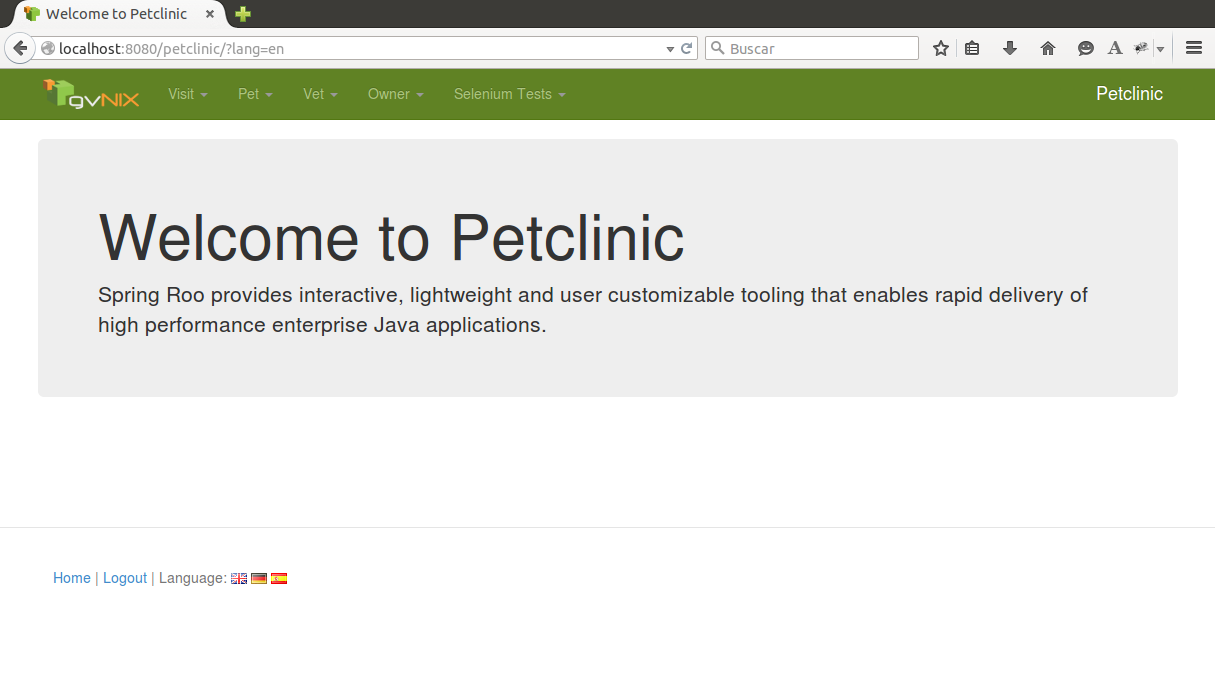 Welcome to Petclinic
localhost:8080/petclinic/?lang=en
Buscar
gvNIX Visit Pet Vet Owner Selenium Tests Petclinic
Welcome to Petclinic
Spring Roo provides interactive, lightweight and user customizable tooling that enables rapid delivery of
high performance enterprise Java applications.
Home | Logout | Language: